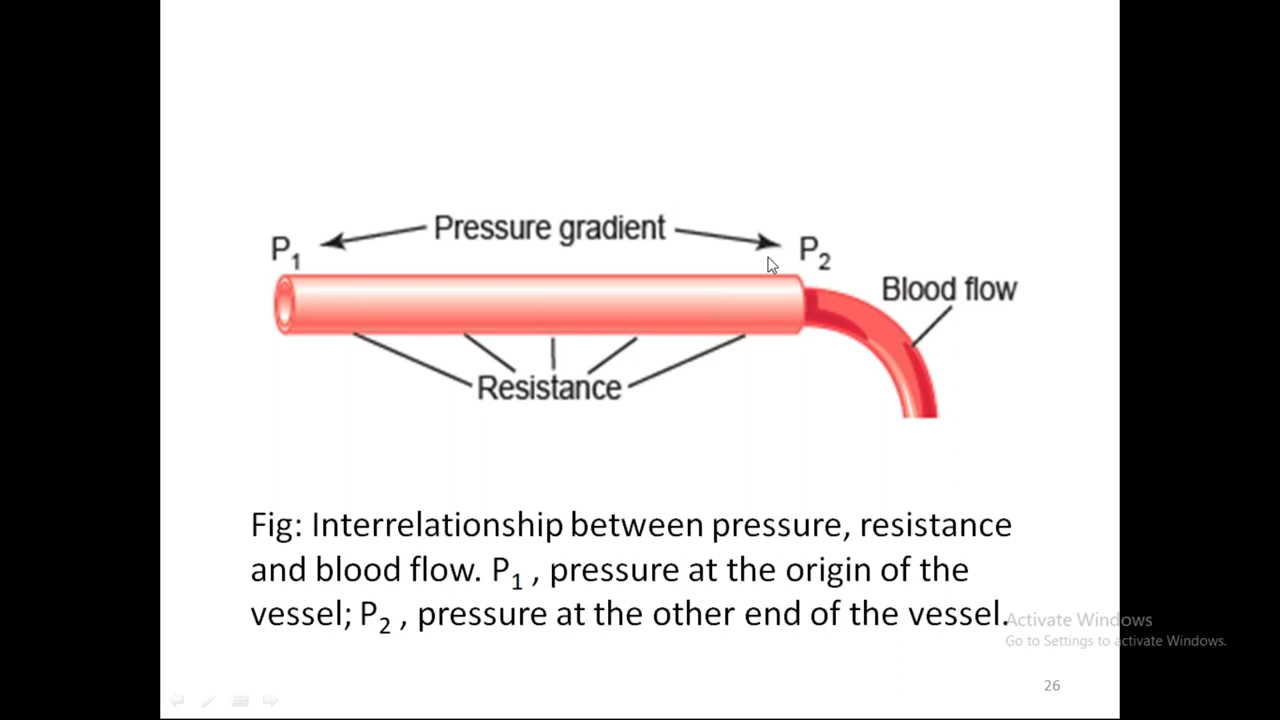 Pressure gradient
P₁ P₂
Blood flow
Resistance
Fig: Interrelationship between pressure, resistance
and blood flow. P₁ , pressure at the origin of the
vessel; P₂ , pressure at the other end of the vessel.
Activate Windows
Go to Settings to activate Windows.
26